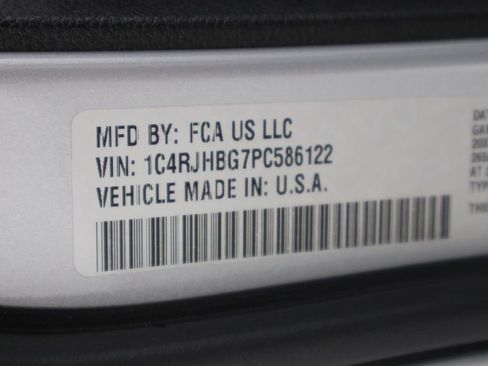 MFD BY: FCA US LLC
VIN: 1C4RJHBG7PC586122
VEHICLE MADE IN: U.S.A.